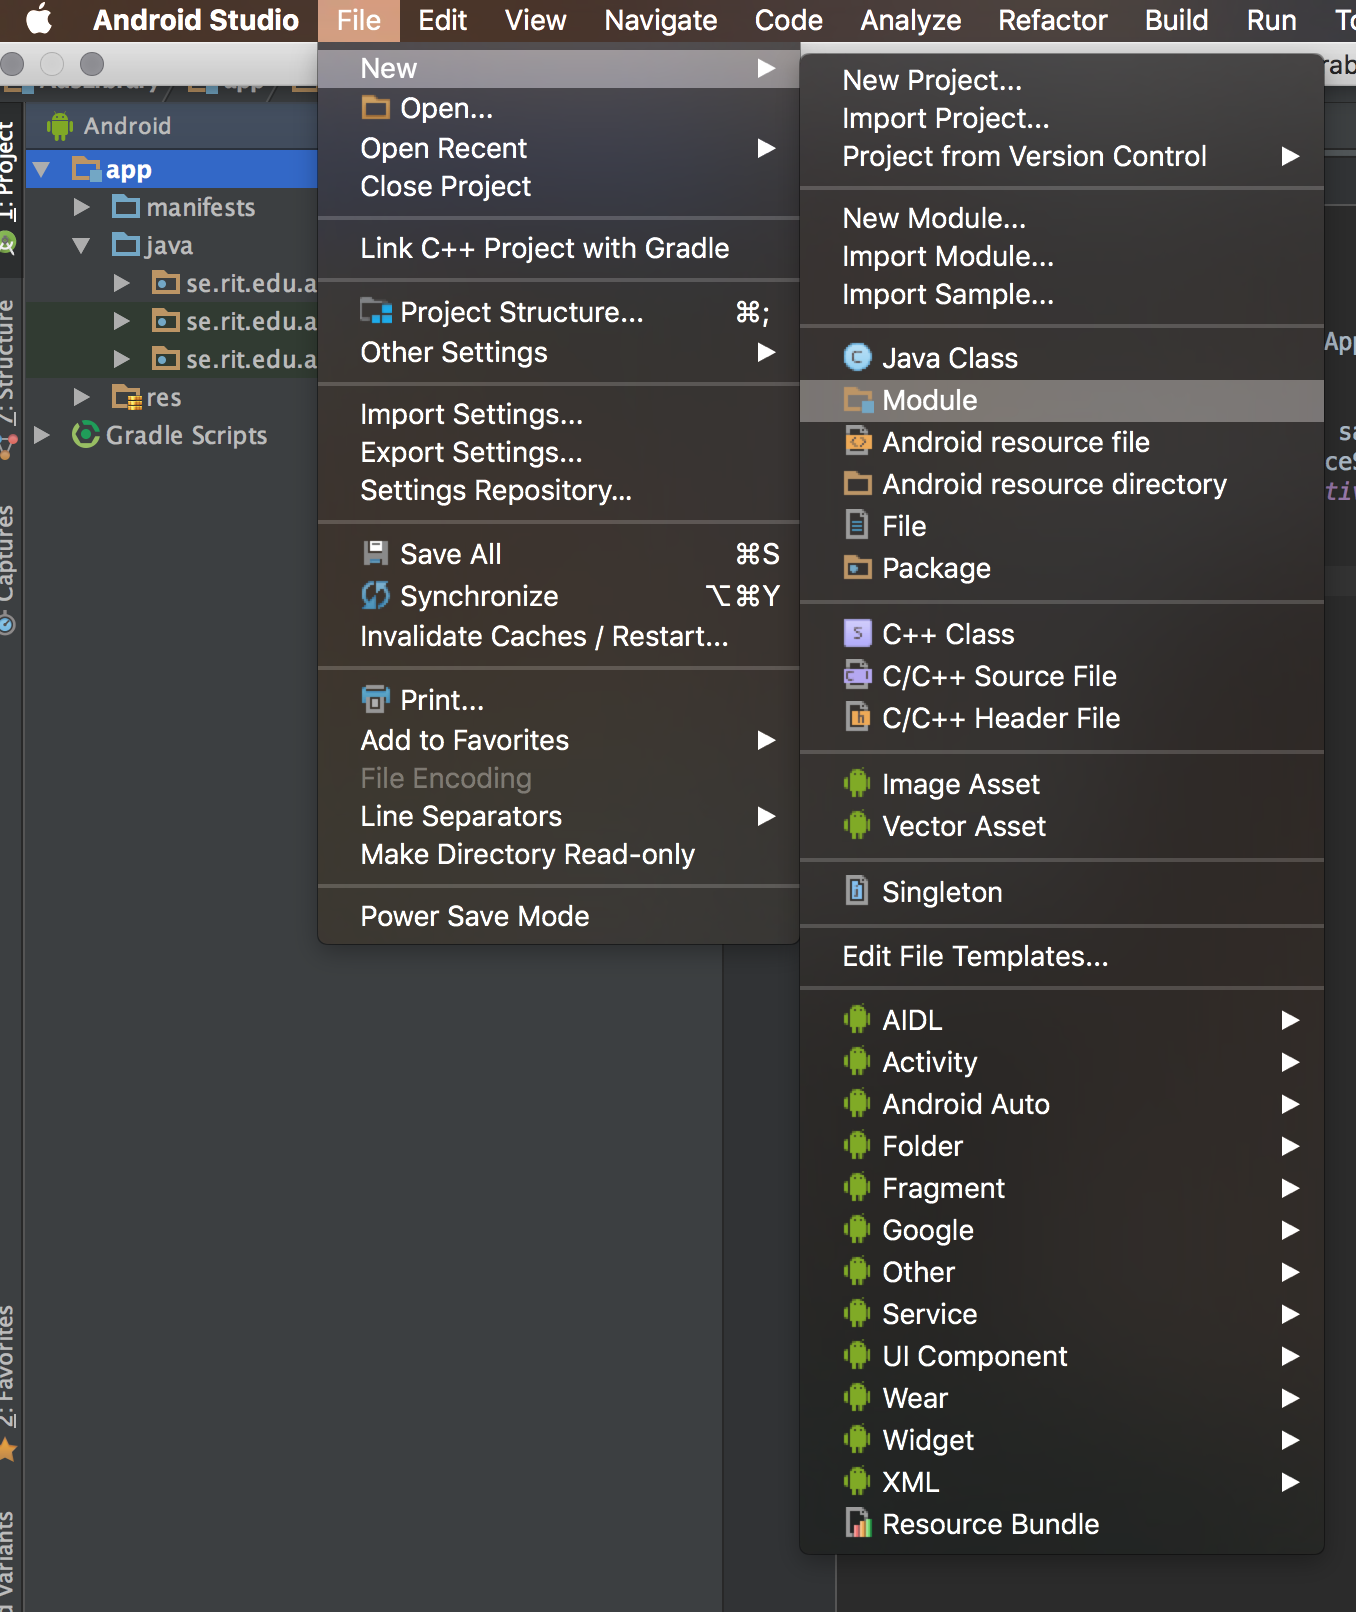 Android Studio File Edit View Navigate Code Analyze Refactor Build Run
Android
app
manifests
java
se.rit.edu.a
se.rit.edu.a
se.rit.edu.a
res
Gradle Scripts
1: Project
7: Structure
Captures
2: Favorites
Variants
New
Open...
Open Recent
Close Project
Link C++ Project with Gradle
Project Structure... ⌘;
Other Settings
Import Settings...
Export Settings...
Settings Repository...
Save All ⌘S
Synchronize ⌥⌘Y
Invalidate Caches / Restart...
Print...
Add to Favorites
File Encoding
Line Separators
Make Directory Read-only
Power Save Mode
New Project...
Import Project...
Project from Version Control
New Module...
Import Module...
Import Sample...
Java Class
Module
Android resource file
Android resource directory
File
Package
C++ Class
C/C++ Source File
C/C++ Header File
Image Asset
Vector Asset
Singleton
Edit File Templates...
AIDL
Activity
Android Auto
Folder
Fragment
Google
Other
Service
UI Component
Wear
Widget
XML
Resource Bundle